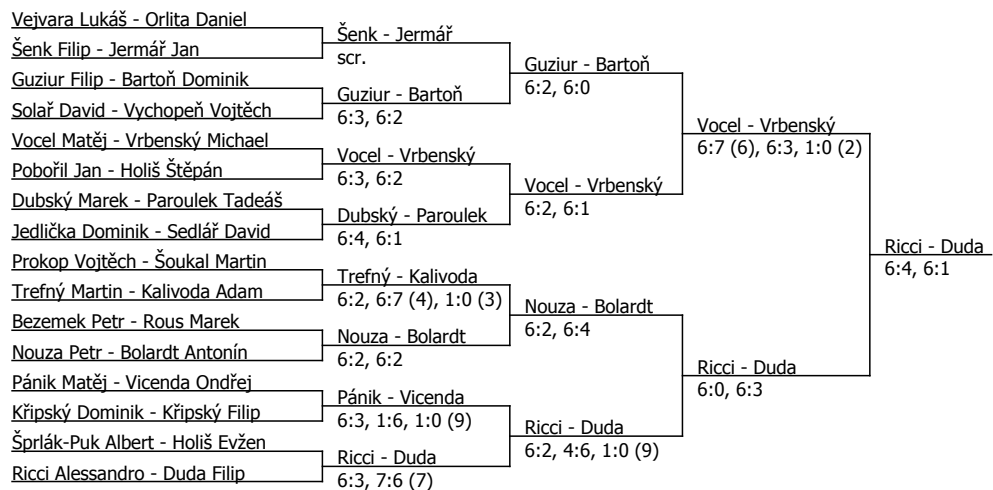 Vejvara Lukáš - Orlita Daniel
Šenk Filip - Jermář Jan
Guziur Filip - Bartoň Dominik
Solař David - Vychopeň Vojtěch
Vocel Matěj - Vrbenský Michael
Pobořil Jan - Holiš Štěpán
Dubský Marek - Paroulek Tadeáš
Jedlička Dominik - Sedlář David
Prokop Vojtěch - Šoukal Martin
Trefný Martin - Kalivoda Adam
Bezemek Petr - Rous Marek
Nouza Petr - Bolardt Antonín
Pánik Matěj - Vicenda Ondřej
Křipský Dominik - Křipský Filip
Šprlák-Puk Albert - Holiš Evžen
Ricci Alessandro - Duda Filip
Šenk - Jermář
scr.
Guziur - Bartoň
6:3, 6:2
Vocel - Vrbenský
6:3, 6:2
Dubský - Paroulek
6:4, 6:1
Trefný - Kalivoda
6:2, 6:7 (4), 1:0 (3)
Nouza - Bolardt
6:2, 6:2
Pánik - Vicenda
6:3, 1:6, 1:0 (9)
Ricci - Duda
6:3, 7:6 (7)
Guziur - Bartoň
6:2, 6:0
Vocel - Vrbenský
6:2, 6:1
Nouza - Bolardt
6:2, 6:4
Ricci - Duda
6:2, 4:6, 1:0 (9)
Vocel - Vrbenský
6:7 (6), 6:3, 1:0 (2)
Ricci - Duda
6:0, 6:3
Ricci - Duda
6:4, 6:1